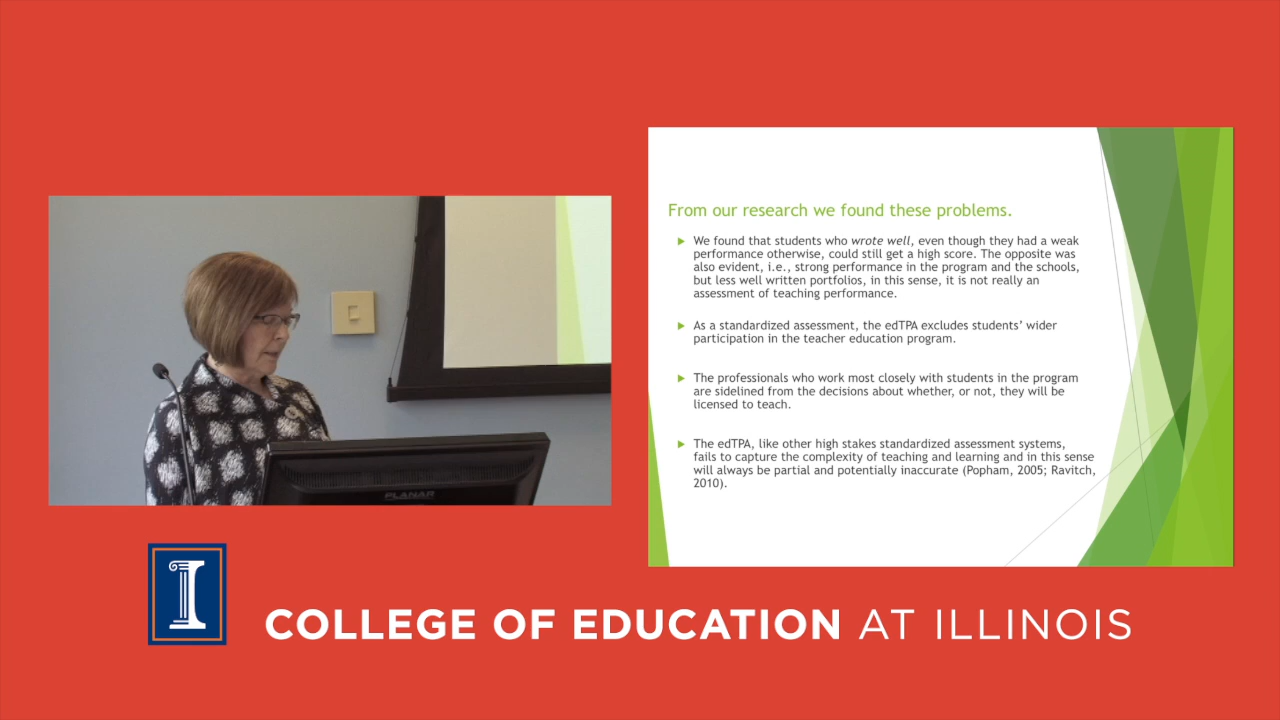 From our research we found these problems.
We found that students who wrote well, even though they had a weak
performance otherwise, could still get a high score. The opposite was
also evident, i.e., strong performance in the program and the schools,
but less well written portfolios, in this sense, it is not really an
assessment of teaching performance.
As a standardized assessment, the edTPA excludes students’ wider
participation in the teacher education program.
The professionals who work most closely with students in the program
are sidelined from the decisions about whether, or not, they will be
licensed to teach.
The edTPA, like other high stakes standardized assessment systems,
fails to capture the complexity of teaching and learning and in this sense
will always be partial and potentially inaccurate (Popham, 2005; Ravitch,
2010).
PLANAR
I
COLLEGE OF EDUCATION AT ILLINOIS